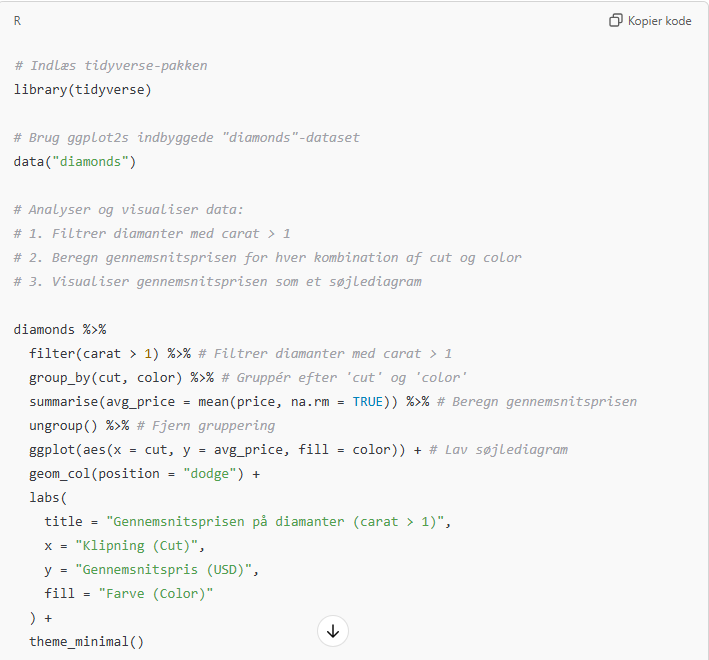 R
Kopier kode
# Indlæs tidyverse-pakken
library(tidyverse)
# Brug ggplot2s indbyggede "diamonds"-dataset
data("diamonds")
# Analyser og visualiser data:
# 1. Filtrer diamanter med carat > 1
# 2. Beregn gennemsnitsprisen for hver kombination af cut og color
# 3. Visualiser gennemsnitsprisen som et søjlediagram
diamonds %>%
  filter(carat > 1) %>% # Filtrer diamanter med carat > 1
  group_by(cut, color) %>% # Gruppér efter 'cut' og 'color'
  summarise(avg_price = mean(price, na.rm = TRUE)) %>% # Beregn gennemsnitsprisen
  ungroup() %>% # Fjern gruppering
  ggplot(aes(x = cut, y = avg_price, fill = color)) + # Lav søjlediagram
  geom_col(position = "dodge") +
  labs(
    title = "Gennemsnitsprisen på diamanter (carat > 1)",
    x = "Klipning (Cut)",
    y = "Gennemsnitspris (USD)",
    fill = "Farve (Color)"
  ) +
  theme_minimal()